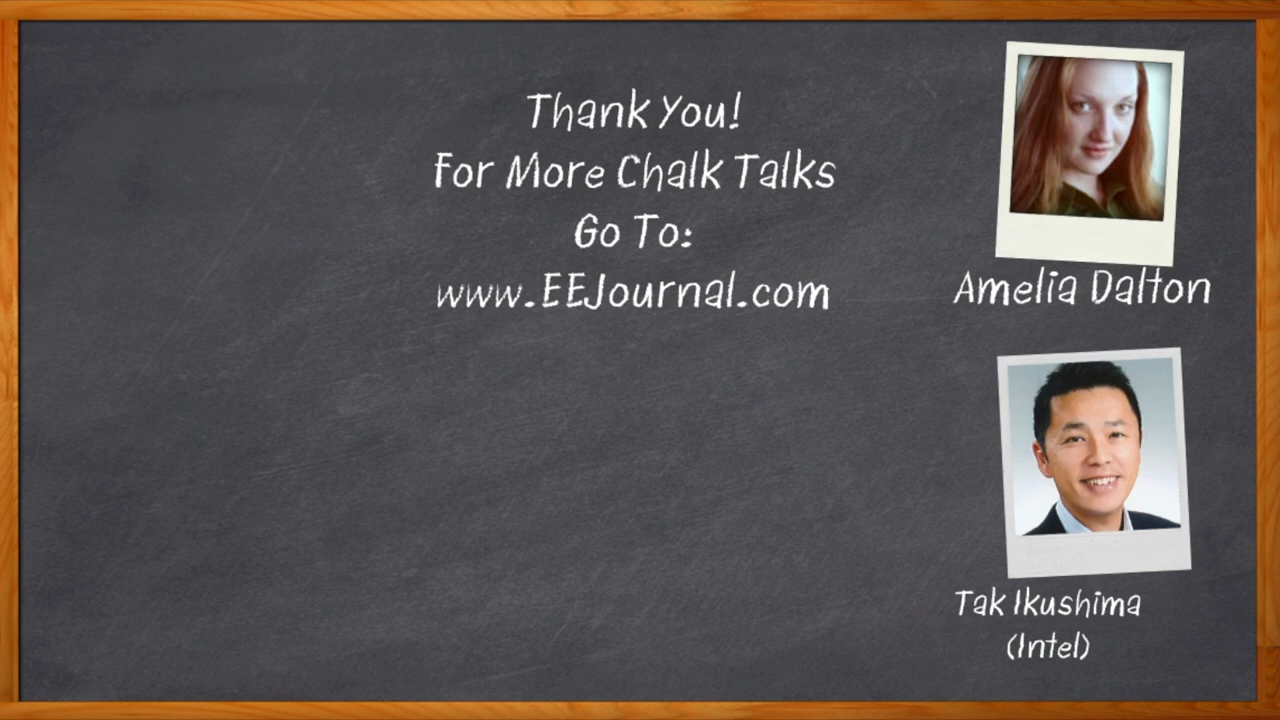 Thank You!
For More Chalk Talks
Go To:
www.EEJournal.com
Amelia Dalton
Tak Ikushima
(Intel)